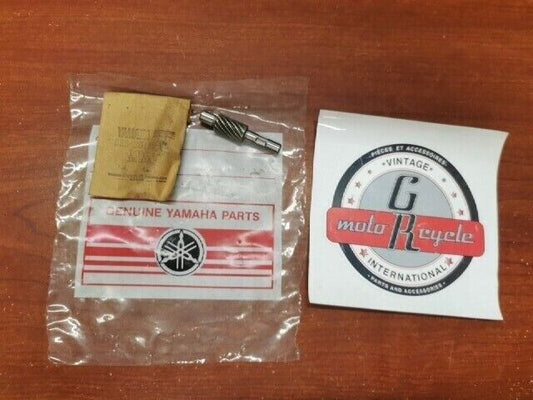 GENUINE YAMAHA PARTS
• PIÈCES ET ACCESSOIRES •
"VINTAGE"
G
moto K cycle
INTERNATIONAL
- PARTS AND ACCESSORIES -